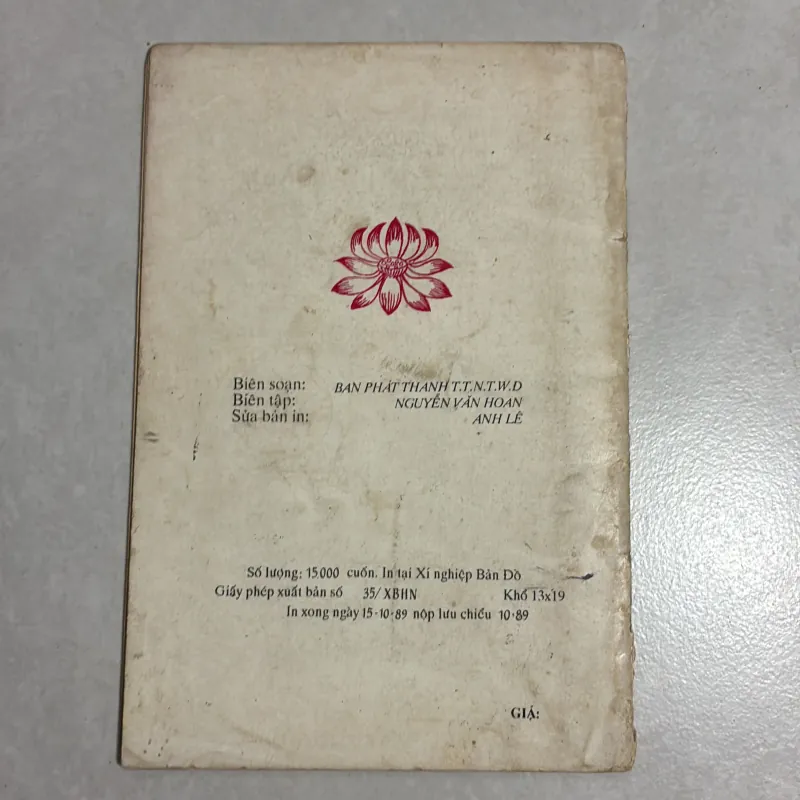 Biên soạn: BAN PHÁT THANH T.T.N.T.W.D
Biên tập: NGUYỄN VĂN HOAN
Sửa bản in: ANH LÊ
Số lượng: 15.000 cuốn. In tại Xí nghiệp Bản Đồ
Giấy phép xuất bản số 35/XBHN Khổ 13x19
In xong ngày 15-10-89 nộp lưu chiểu 10-89
GIÁ: